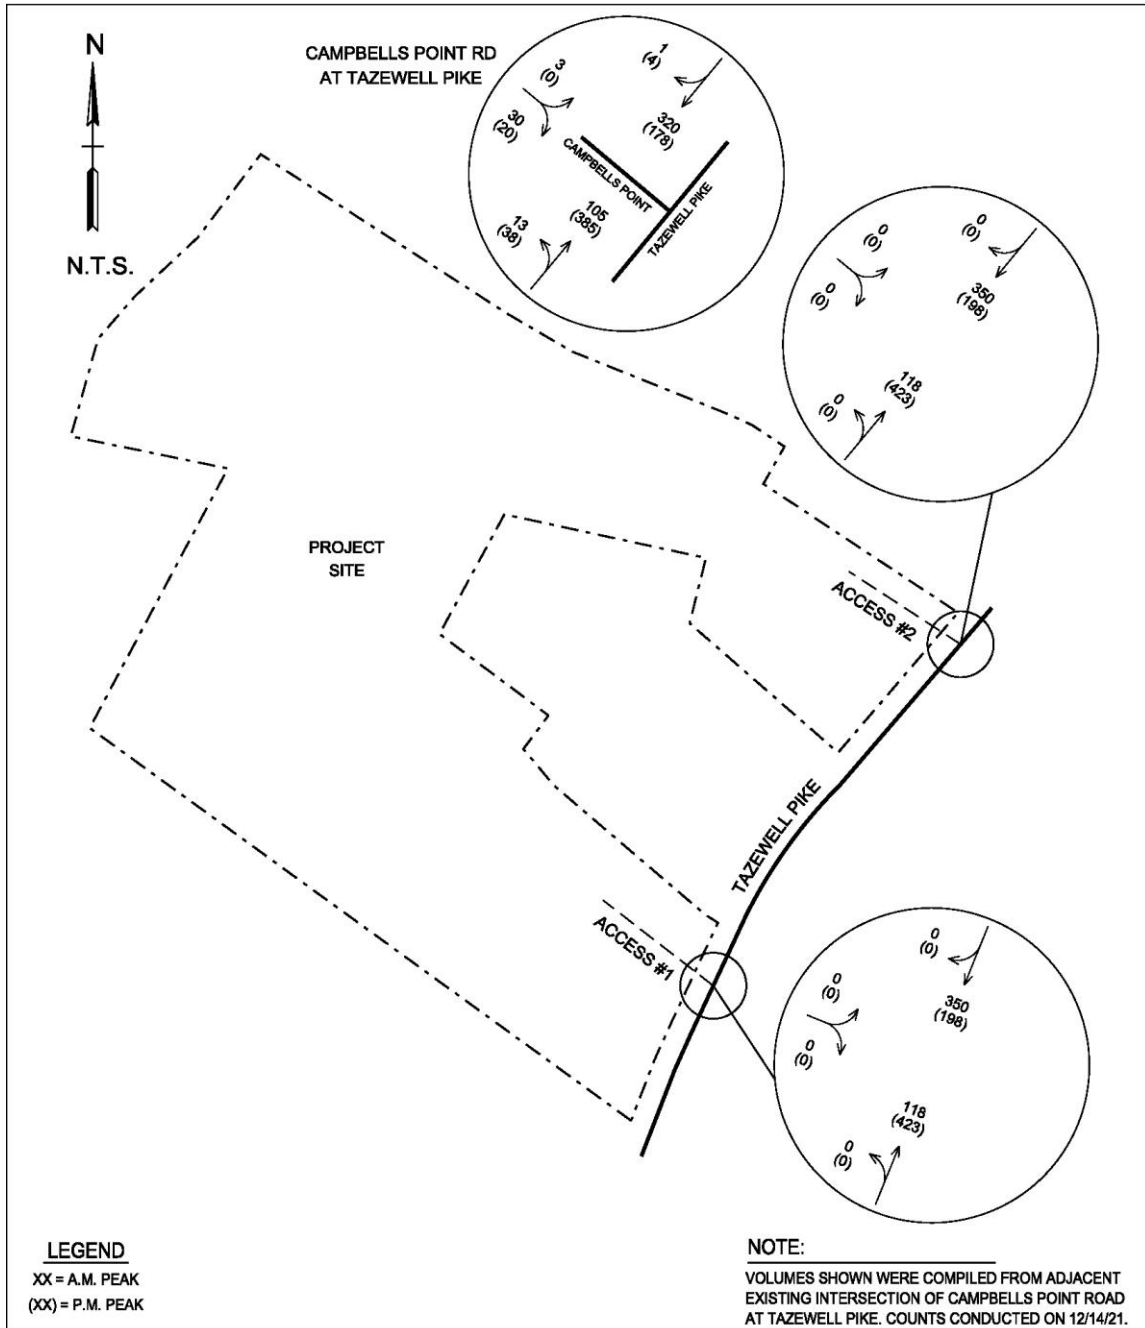 N
N.T.S.
CAMPBELLS POINT RD
AT TAZEWELL PIKE
3
(0)
30
(20)
1
(4)
320
(178)
CAMPBELLS POINT
TAZEWELL PIKE
105
(385)
13
(38)
0
(0)
0
(0)
0
(0)
350
(198)
118
(423)
0
(0)
PROJECT
SITE
ACCESS #2
TAZEWELL PIKE
ACCESS #1
0
(0)
0
(0)
0
(0)
350
(198)
118
(423)
0
(0)
LEGEND
XX = A.M. PEAK
(XX) = P.M. PEAK
NOTE:
VOLUMES SHOWN WERE COMPILED FROM ADJACENT
EXISTING INTERSECTION OF CAMPBELLS POINT ROAD
AT TAZEWELL PIKE. COUNTS CONDUCTED ON 12/14/21.